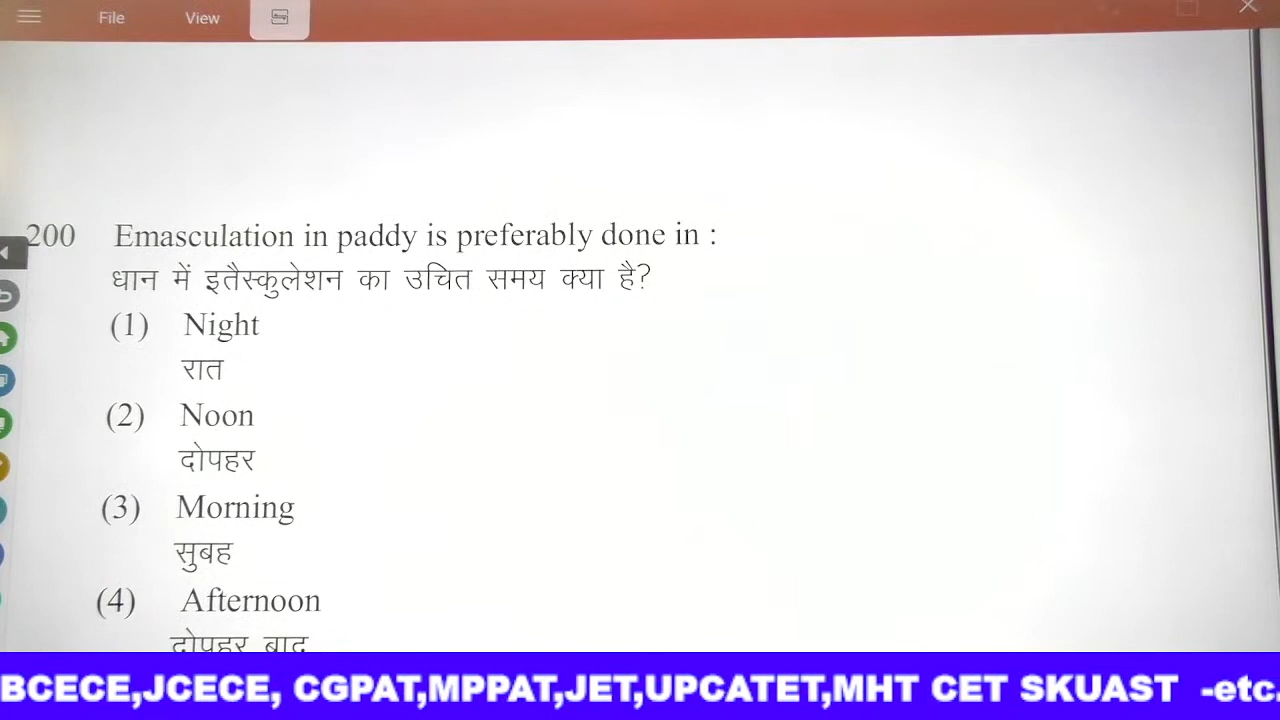 File View
200 Emasculation in paddy is preferably done in :
धान में इतैस्कुलेशन का उचित समय क्या है?
(1) Night
रात
(2) Noon
दोपहर
(3) Morning
सुबह
(4) Afternoon
दोपहर बाद
BCECE,JCECE, CGPAT,MPPAT,JET,UPCATET,MHT CET SKUAST -etc.